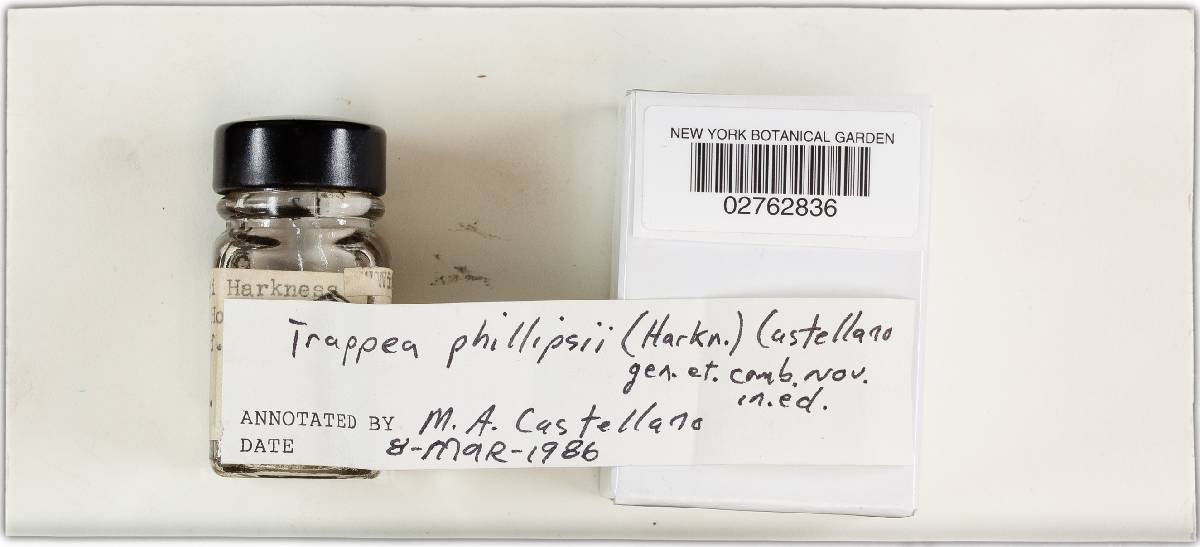 NEW YORK BOTANICAL GARDEN
02762836
Harkness
Trappea phillipsii (Harkn.) Castellano
gen. et. comb. nov.
in.ed.
ANNOTATED BY M. A. Castellano
DATE 8-MAR-1986